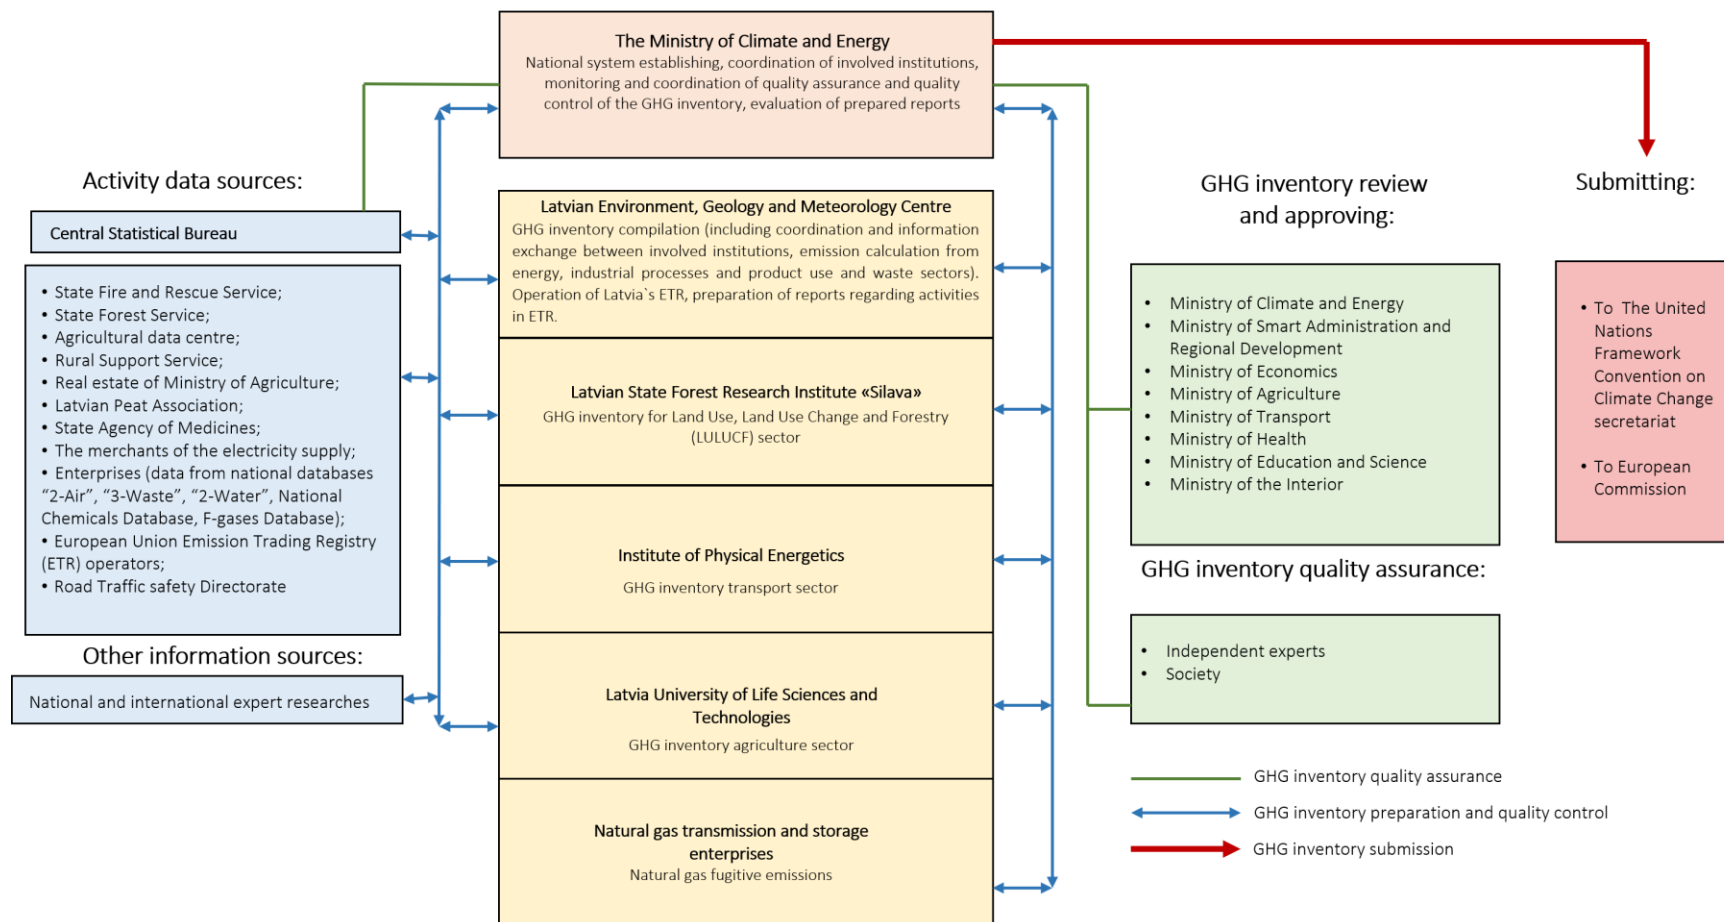 The Ministry of Climate and Energy
National system establishing, coordination of involved institutions,
monitoring and coordination of quality assurance and quality
control of the GHG inventory, evaluation of prepared reports
Activity data sources:
Central Statistical Bureau
• State Fire and Rescue Service;
• State Forest Service;
• Agricultural data centre;
• Rural Support Service;
• Real estate of Ministry of Agriculture;
• Latvian Peat Association;
• State Agency of Medicines;
• The merchants of the electricity supply;
• Enterprises (data from national databases
“2-Air”, “3-Waste”, “2-Water”, National
Chemicals Database, F-gases Database);
• European Union Emission Trading Registry
(ETR) operators;
• Road Traffic safety Directorate
Other information sources:
National and international expert researches
Latvian Environment, Geology and Meteorology Centre
GHG inventory compilation (including coordination and information
exchange between involved institutions, emission calculation from
energy, industrial processes and product use and waste sectors).
Operation of Latvia`s ETR, preparation of reports regarding activities
in ETR.
Latvian State Forest Research Institute «Silava»
GHG inventory for Land Use, Land Use Change and Forestry
(LULUCF) sector
Institute of Physical Energetics
GHG inventory transport sector
Latvia University of Life Sciences and
Technologies
GHG inventory agriculture sector
Natural gas transmission and storage
enterprises
Natural gas fugitive emissions
GHG inventory review
and approving:
• Ministry of Climate and Energy
• Ministry of Smart Administration and
Regional Development
• Ministry of Economics
• Ministry of Agriculture
• Ministry of Transport
• Ministry of Health
• Ministry of Education and Science
• Ministry of the Interior
GHG inventory quality assurance:
• Independent experts
• Society
Submitting:
• To The United
Nations
Framework
Convention on
Climate Change
secretariat
• To European
Commission
GHG inventory quality assurance
GHG inventory preparation and quality control
GHG inventory submission